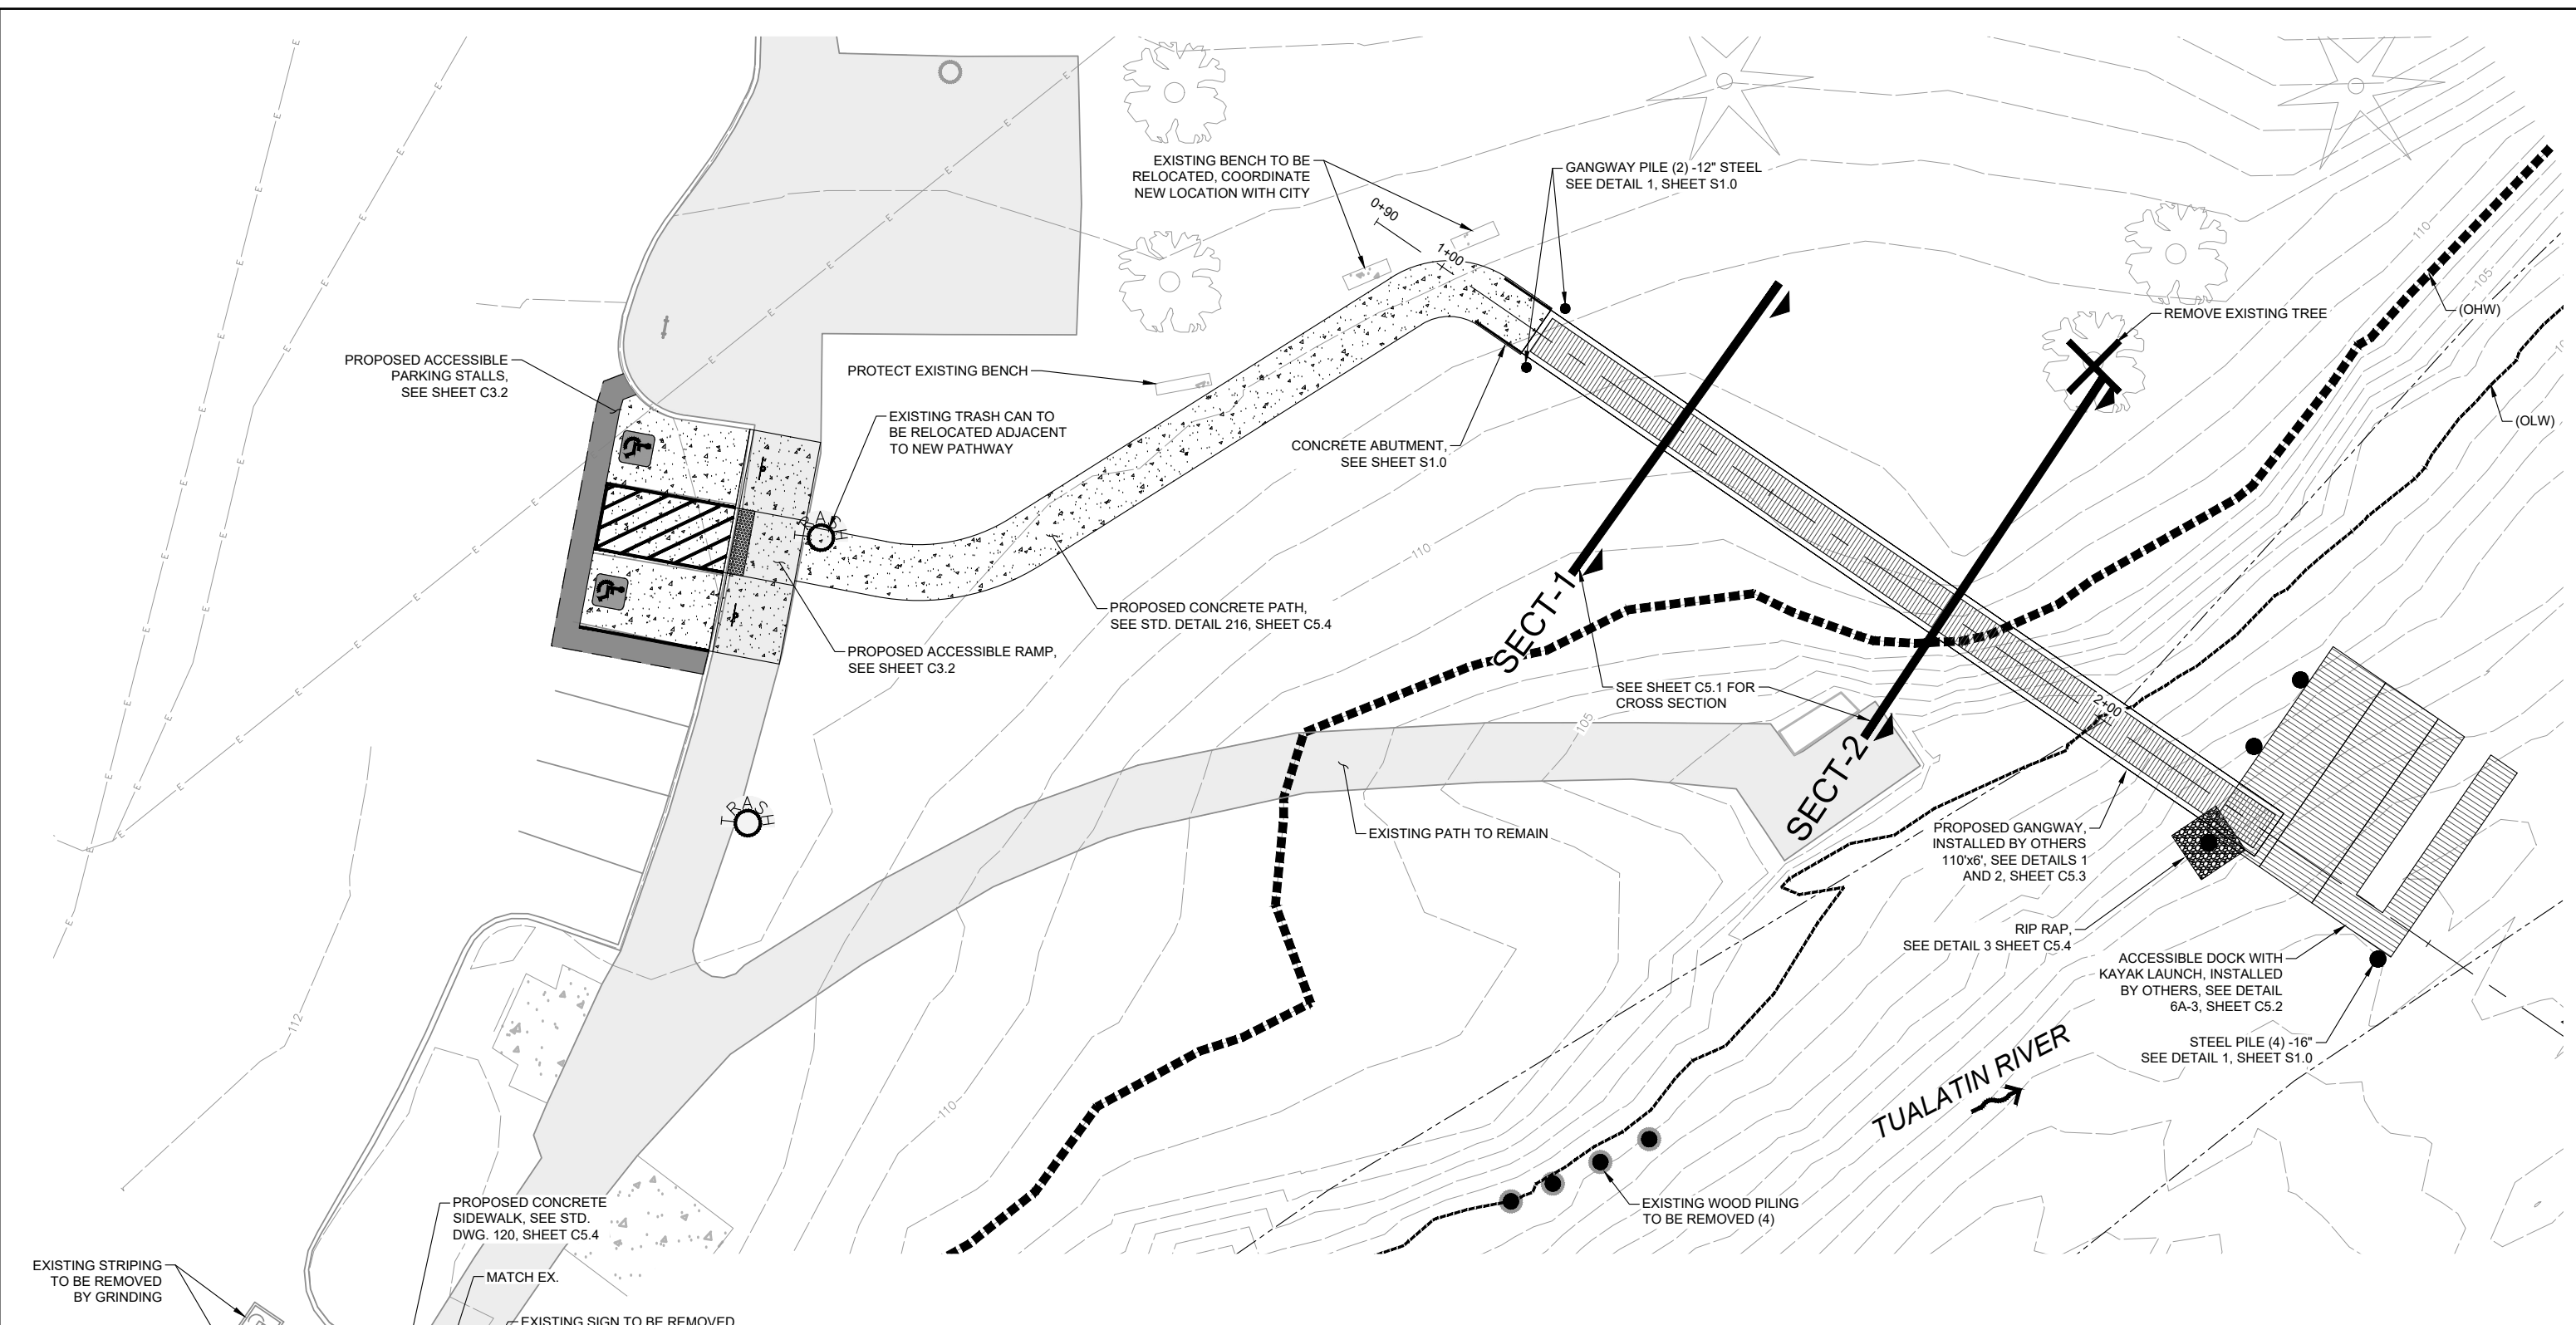 EXISTING BENCH TO BE
RELOCATED, COORDINATE
NEW LOCATION WITH CITY
GANGWAY PILE (2) -12" STEEL
SEE DETAIL 1, SHEET S1.0
0+90
1+00
110
105
(OHW)
REMOVE EXISTING TREE
PROPOSED ACCESSIBLE
PARKING STALLS,
SEE SHEET C3.2
PROTECT EXISTING BENCH
EXISTING TRASH CAN TO
BE RELOCATED ADJACENT
TO NEW PATHWAY
(OLW)
CONCRETE ABUTMENT,
SEE SHEET S1.0
TRASH
110
PROPOSED CONCRETE PATH,
SEE STD. DETAIL 216, SHEET C5.4
SECT-1
PROPOSED ACCESSIBLE RAMP,
SEE SHEET C3.2
SEE SHEET C5.1 FOR
CROSS SECTION
2+00
105
SECT-2
TRASH
EXISTING PATH TO REMAIN
PROPOSED GANGWAY,
INSTALLED BY OTHERS
110'x6', SEE DETAILS 1
AND 2, SHEET C5.3
RIP RAP,
SEE DETAIL 3 SHEET C5.4
ACCESSIBLE DOCK WITH
KAYAK LAUNCH, INSTALLED
BY OTHERS, SEE DETAIL
6A-3, SHEET C5.2
112
STEEL PILE (4) -16"
SEE DETAIL 1, SHEET S1.0
TUALATIN RIVER
110
PROPOSED CONCRETE
SIDEWALK, SEE STD.
DWG. 120, SHEET C5.4
EXISTING WOOD PILING
TO BE REMOVED (4)
EXISTING STRIPING
TO BE REMOVED
BY GRINDING
MATCH EX.
EXISTING SIGN TO BE REMOVED